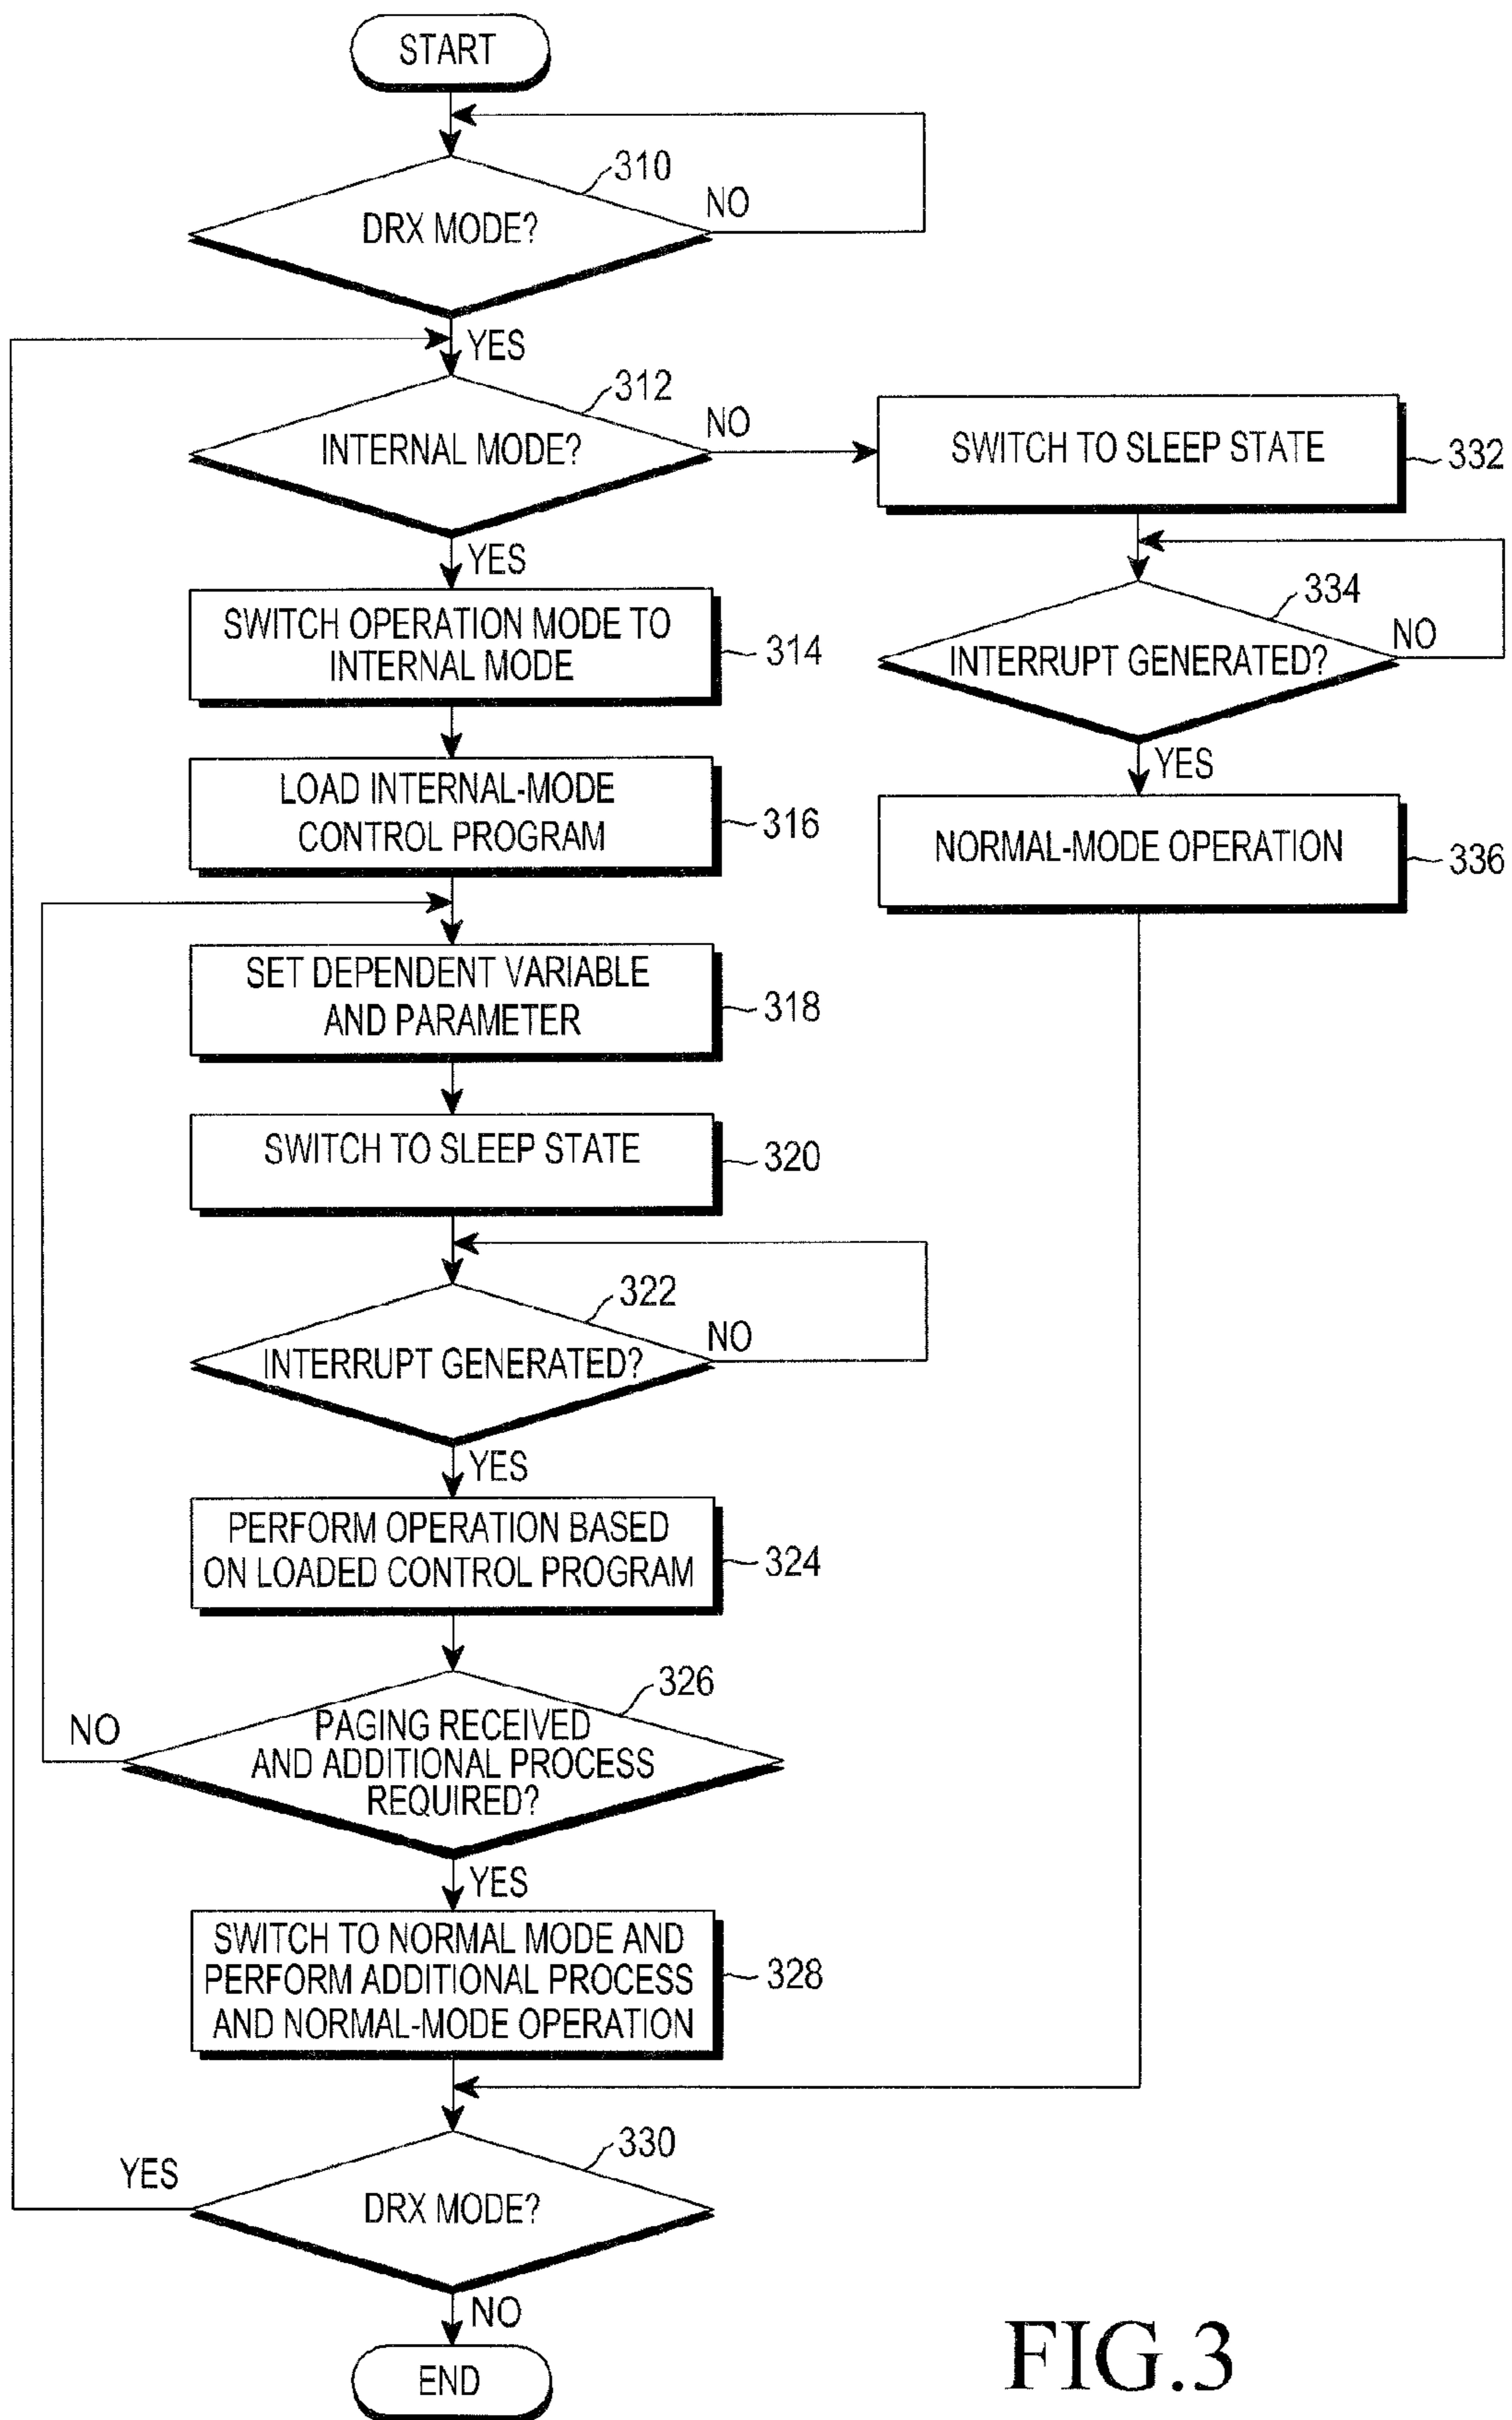 START
310
DRX MODE?
NO
YES
312
INTERNAL MODE?
NO
YES
SWITCH TO SLEEP STATE
332
334
INTERRUPT GENERATED?
NO
YES
NORMAL-MODE OPERATION
336
SWITCH OPERATION MODE TO
INTERNAL MODE
314
LOAD INTERNAL-MODE
CONTROL PROGRAM
316
SET DEPENDENT VARIABLE
AND PARAMETER
318
SWITCH TO SLEEP STATE
320
322
INTERRUPT GENERATED?
NO
YES
PERFORM OPERATION BASED
ON LOADED CONTROL PROGRAM
324
326
PAGING RECEIVED
AND ADDITIONAL PROCESS
REQUIRED?
NO
YES
SWITCH TO NORMAL MODE AND
PERFORM ADDITIONAL PROCESS
AND NORMAL-MODE OPERATION
328
330
DRX MODE?
YES
NO
END
FIG.3